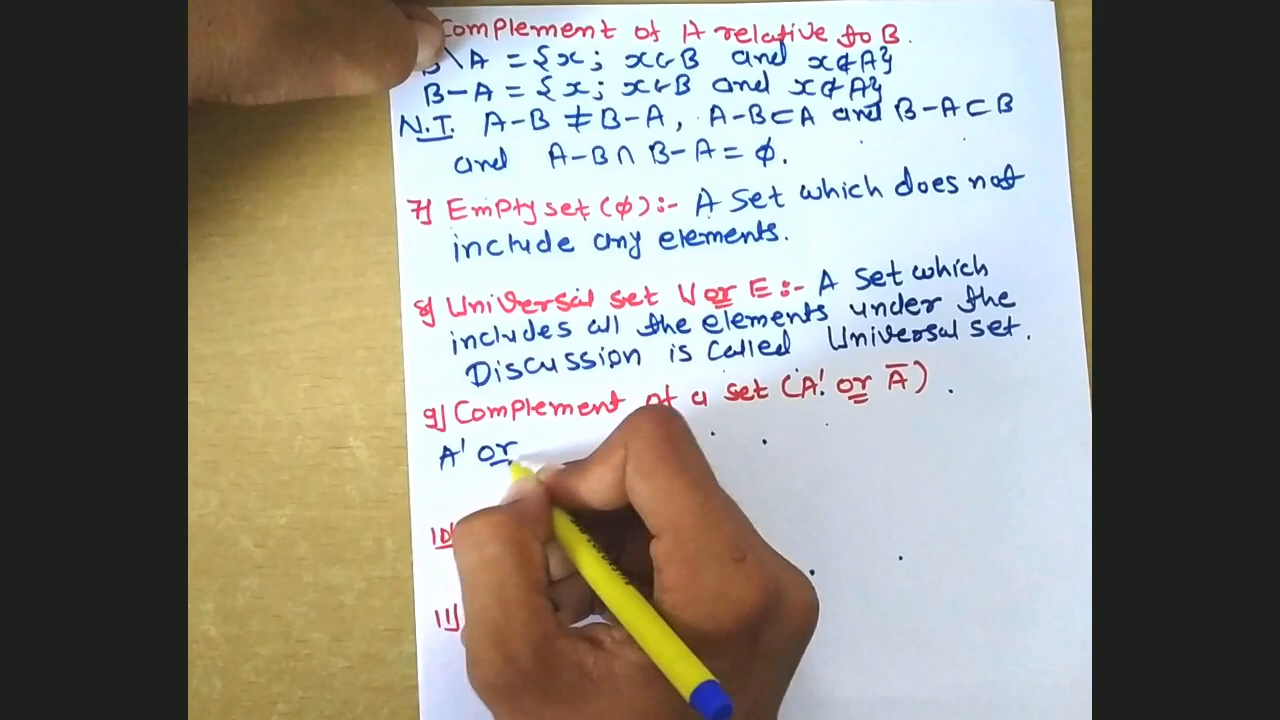 Complement of A relative to B.
B\A = {x; x∈B and x∉A}
B-A = {x; x∈B and x∉A}
N.T. A-B ≠ B-A, A-B⊂A and B-A⊂B
and A-B∩B-A = ϕ.
7) Empty set (ϕ):- A set which does not
include any elements.
8) Universal set U or E:- A set which
includes all the elements under the
Discussion is called Universal set.
9) Complement of a set (A' or Ā).
A' or
10)
11)